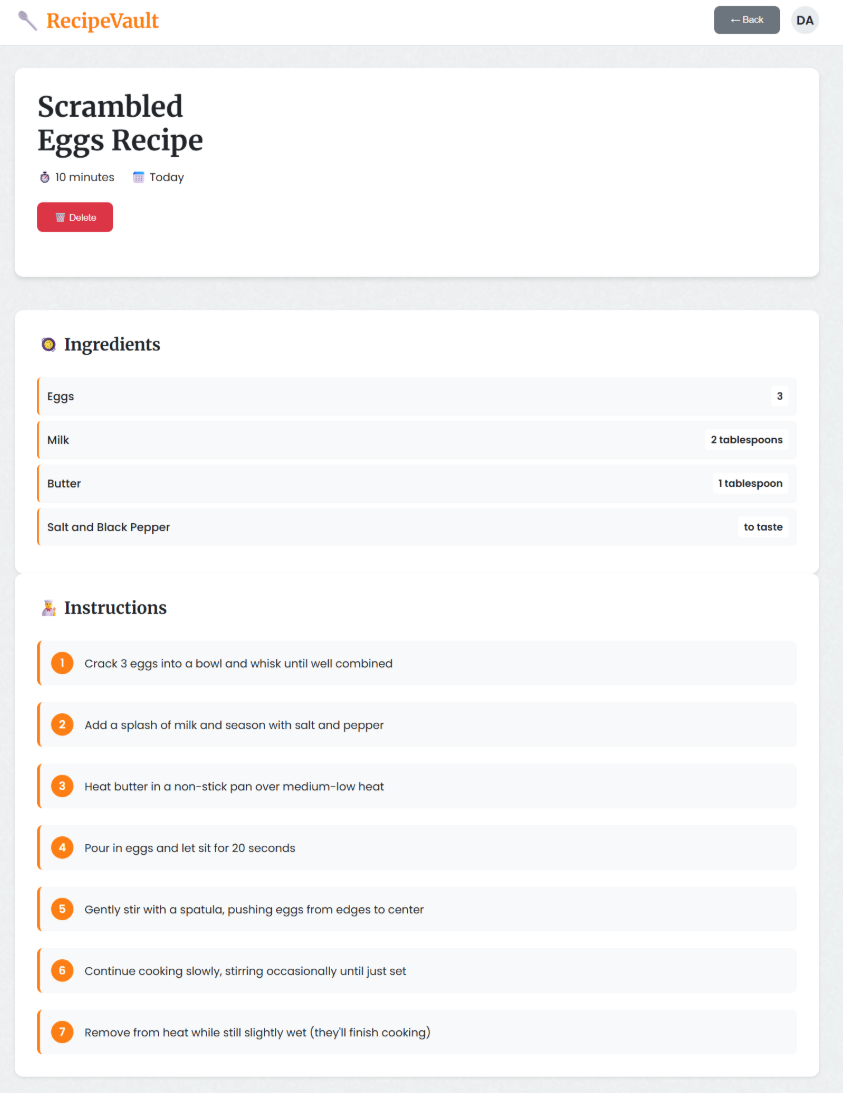 RecipeVault
← Back
DA
Scrambled
Eggs Recipe
10 minutes
Today
Delete
Ingredients
Eggs
3
Milk
2 tablespoons
Butter
1 tablespoon
Salt and Black Pepper
to taste
Instructions
1 Crack 3 eggs into a bowl and whisk until well combined
2 Add a splash of milk and season with salt and pepper
3 Heat butter in a non-stick pan over medium-low heat
4 Pour in eggs and let sit for 20 seconds
5 Gently stir with a spatula, pushing eggs from edges to center
6 Continue cooking slowly, stirring occasionally until just set
7 Remove from heat while still slightly wet (they'll finish cooking)